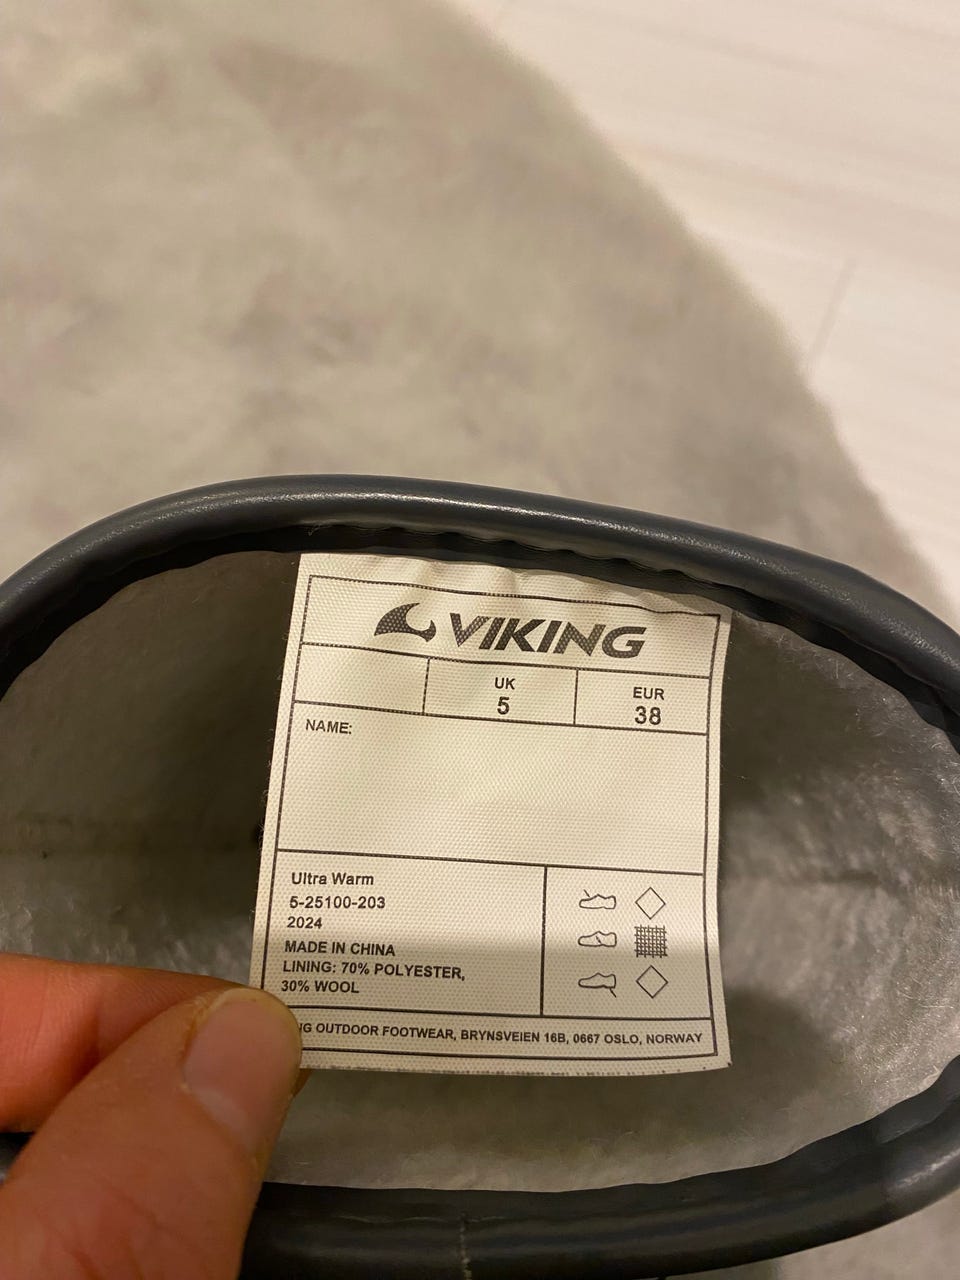 VIKING
UK
5
EUR
38
NAME:
Ultra Warm
5-25100-203
2024
MADE IN CHINA
LINING: 70% POLYESTER,
30% WOOL
OUTDOOR FOOTWEAR, BRYNSVEIEN 16B, 0667 OSLO, NORWAY